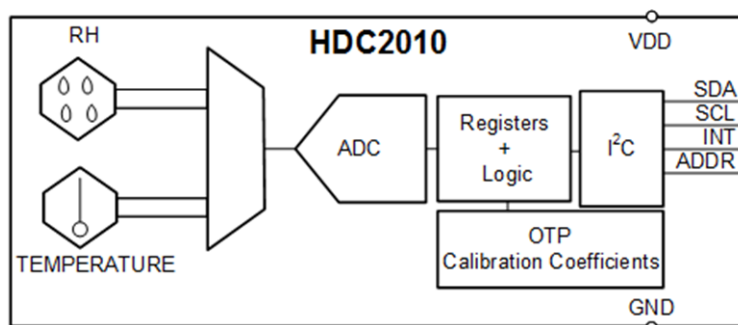 RH
HDC2010
VDD
SDA
SCL
INT
ADDR
ADC
Registers
+
Logic
I²C
TEMPERATURE
OTP
Calibration Coefficients
GND